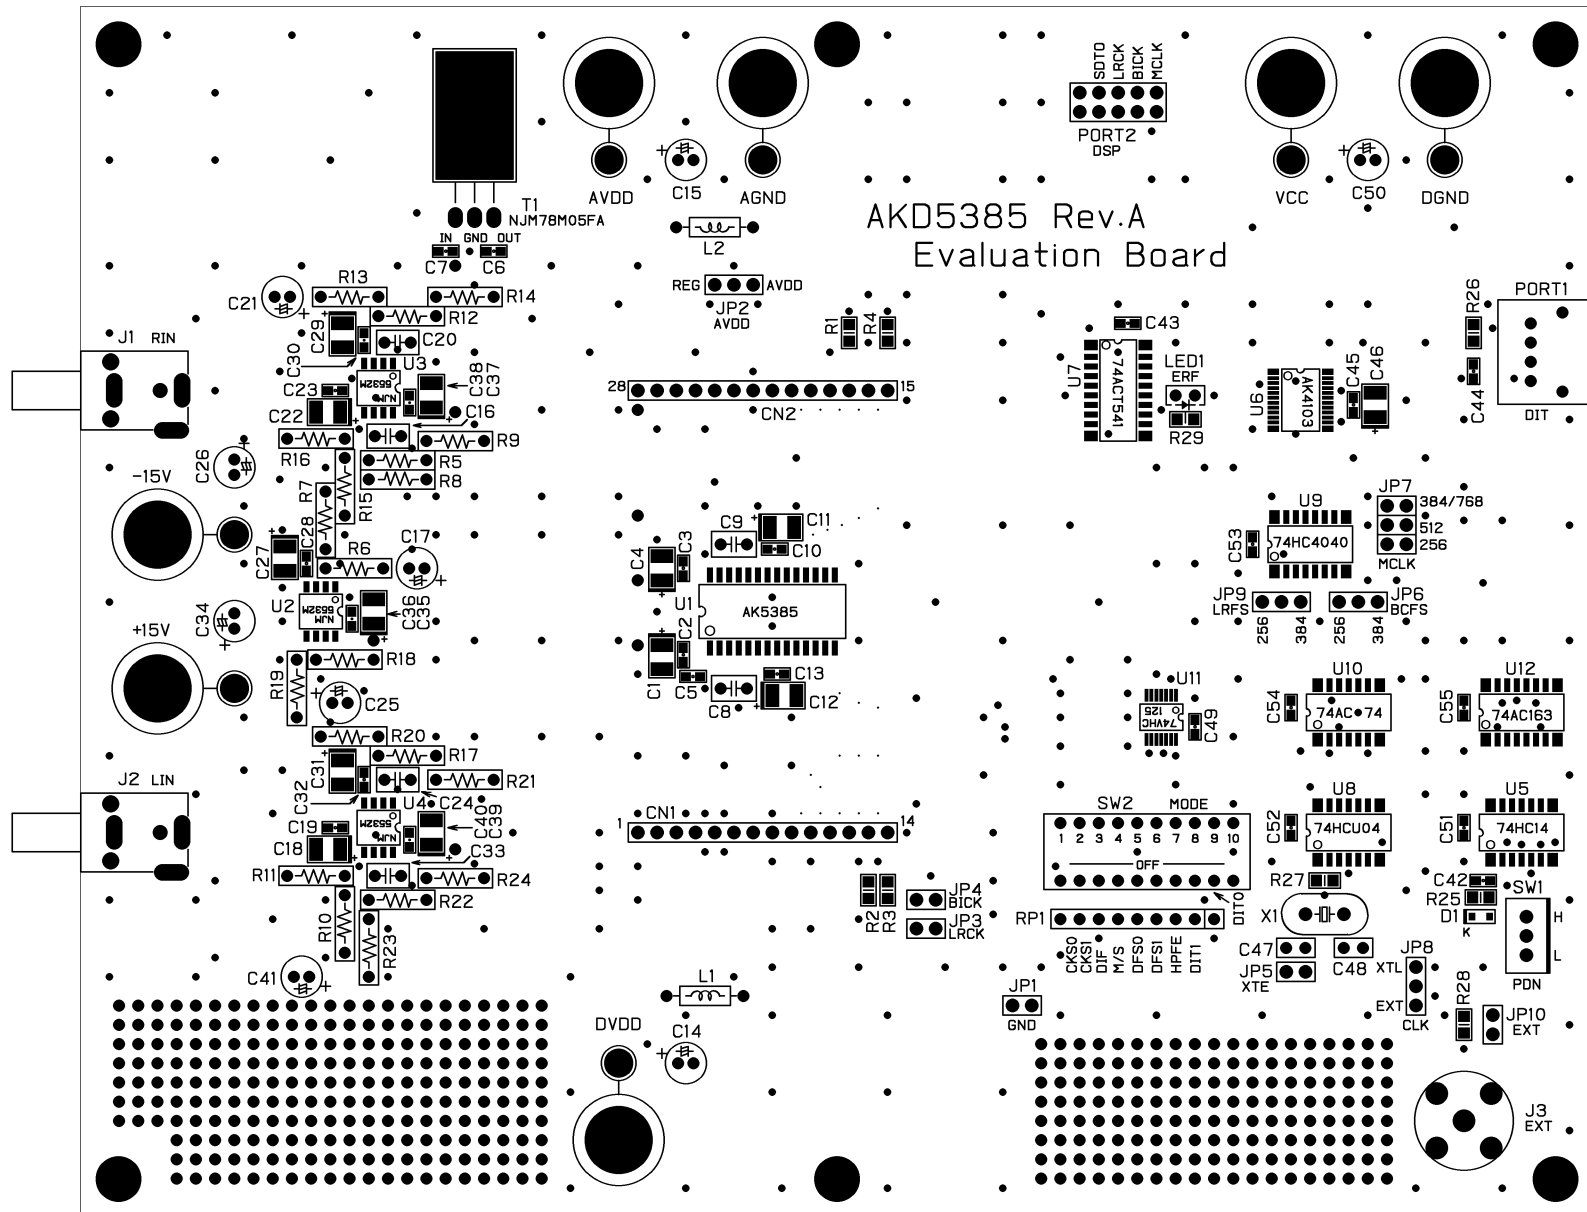 SDTO
LRCK
BICK
MCLK
PORT2
DSP
AVDD
C15
AGND
VCC
C50
DGND
T1
NJM78M05FA
IN GND OUT
C7
C6
L2
AKD5385 Rev.A
Evaluation Board
REG
AVDD
JP2
AVDD
R13
C21
R14
R12
C29
C20
C30
U3
J1 RIN
C23
NJM
5532M
C38
C37
C22
C16
R16
R9
R5
R8
C26
R7
R15
-15V
C28
C17
C27
R6
U2
NJM
5532M
C36
C35
C34
+15V
R18
R19
C25
R20
R17
C31
R21
C32
C24
U4
J2 LIN
C19
NJM
5532M
C40
C39
C18
C33
R11
R24
R22
R10
R23
C41
R1
R4
28
15
CN2
C9
C11
C10
C3
C4
U1
AK5385
C2
C1
C5
C13
C8
C12
1
CN1
14
R2
R3
JP4
BICK
JP3
LRCK
L1
JP1
GND
DVDD
C14
C43
U7
74ACT541
LED1
ERF
R29
U6
AK4103
C45
C46
R26
PORT1
C44
DIT
U9
JP7
384/768
512
256
MCLK
C53
74HC4040
JP9
LRFS
256
384
JP6
BCFS
256
384
U11
74VHC
125
C49
U10
C54
74AC 74
U12
C55
74AC163
SW2 MODE
1 2 3 4 5 6 7 8 9 10
OFF
RP1
CKS0
CKS1
DIF
M/S
DFS0
DFS1
HPFE
DIT1
DIT0
U8
C52
74HCU04
U5
C51
74HC14
R27
X1
C47
C48
JP5
XTE
C42
R25
D1
K
SW1
H
L
PDN
JP8
XTL
EXT
CLK
R28
JP10
EXT
J3
EXT